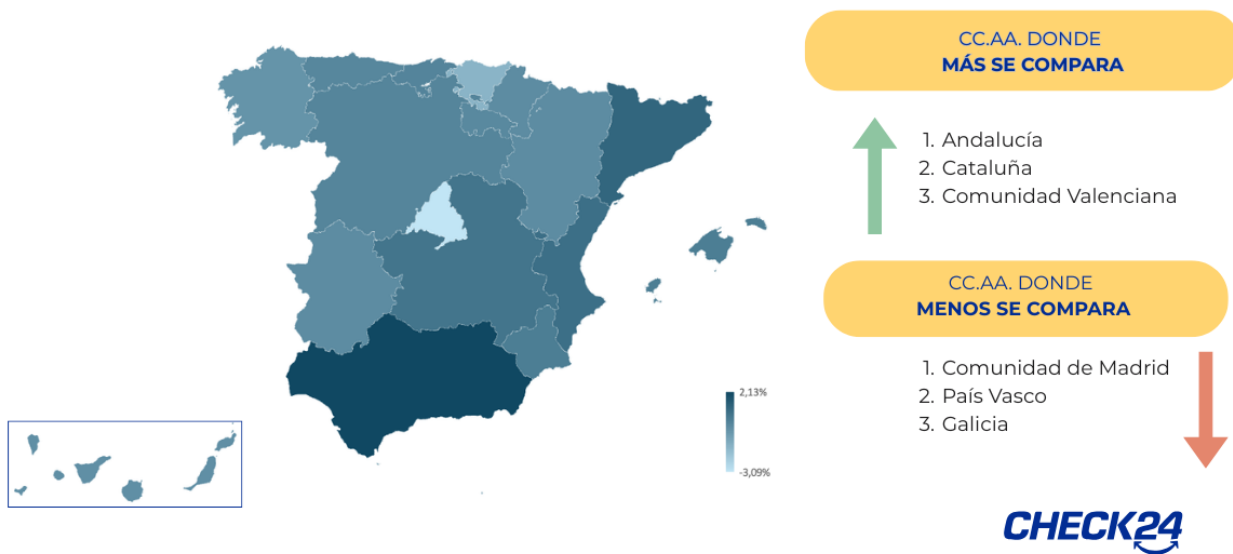 CC.AA. DONDE
MÁS SE COMPARA
1. Andalucía
2. Cataluña
3. Comunidad Valenciana
CC.AA. DONDE
MENOS SE COMPARA
1. Comunidad de Madrid
2. País Vasco
3. Galicia
2,13%
-3,09%
CHECK24